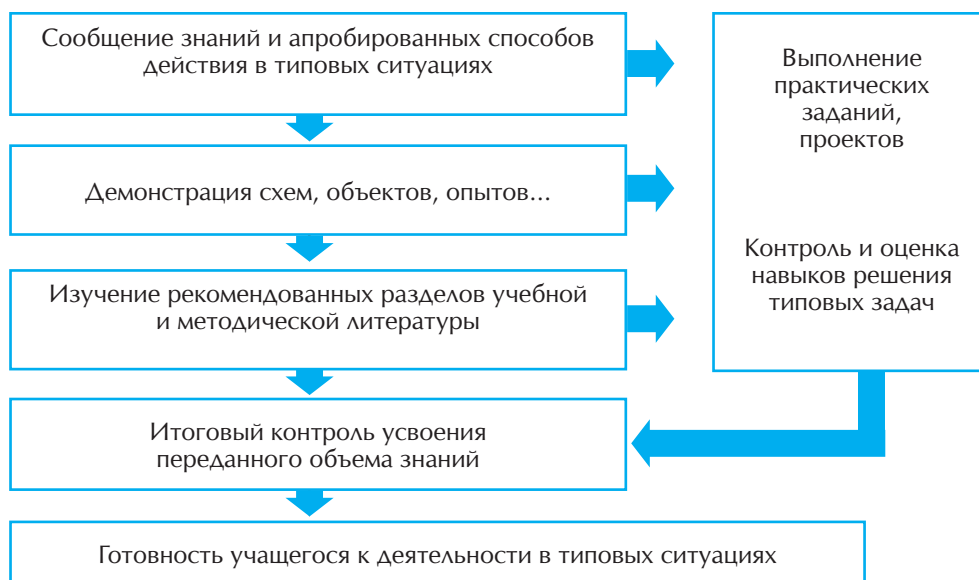 Сообщение знаний и апробированных способов
действия в типовых ситуациях
Выполнение
практических
заданий,
проектов
Демонстрация схем, объектов, опытов...
Контроль и оценка
навыков решения
типовых задач
Изучение рекомендованных разделов учебной
и методической литературы
Итоговый контроль усвоения
переданного объема знаний
Готовность учащегося к деятельности в типовых ситуациях